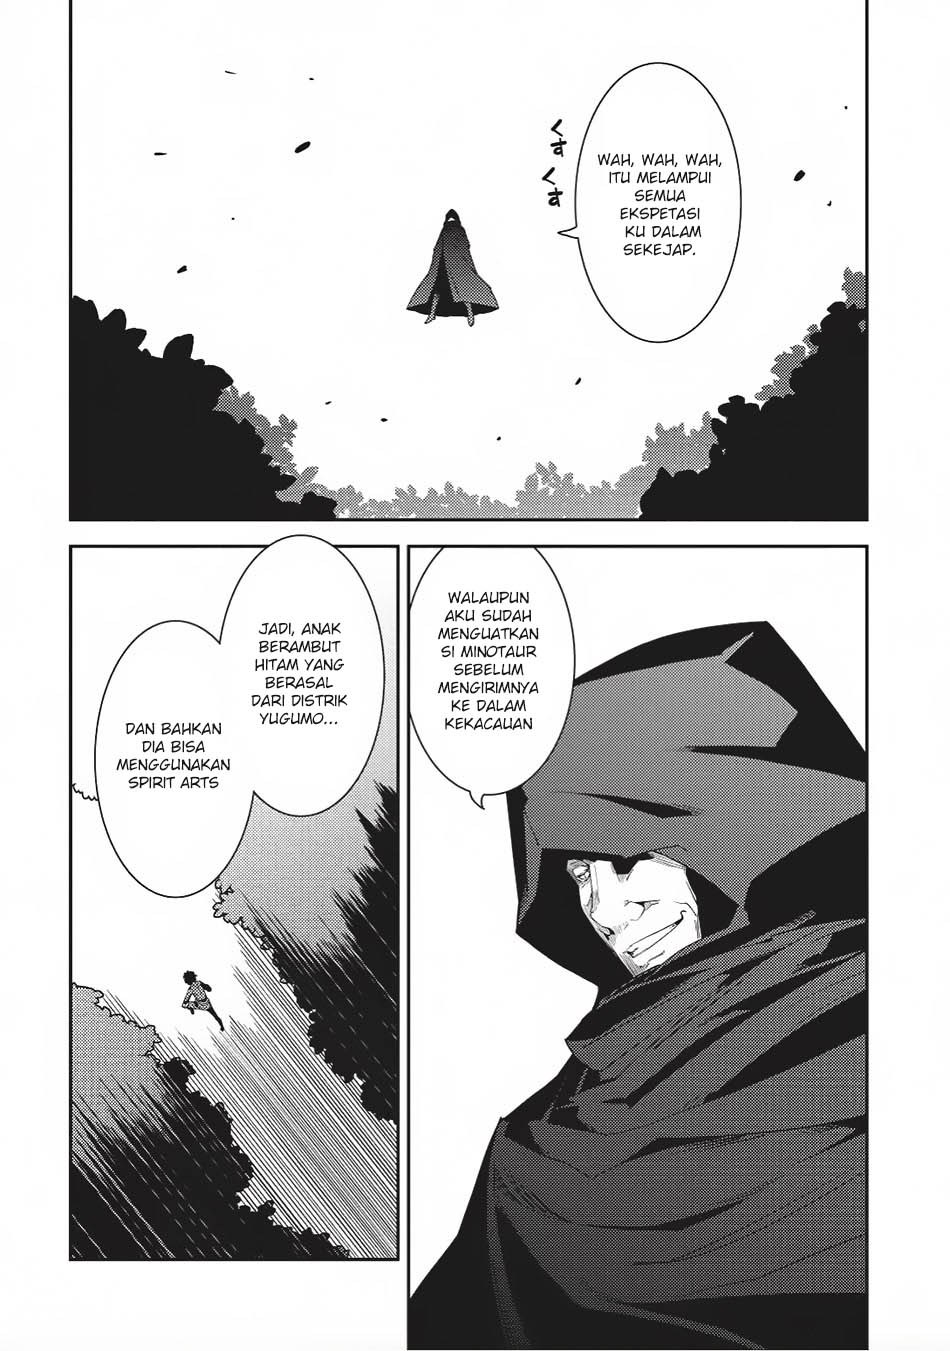 WAH, WAH, WAH,
ITU MELAMPUI
SEMUA
EKSPETASI
KU DALAM
SEKEJAP.
くす
くす
WALAUPUN
AKU SUDAH
MENGUATKAN
SI MINOTAUR
SEBELUM
MENGIRIMNYA
KE DALAM
KEKACAUAN
JADI, ANAK
BERAMBUT
HITAM YANG
BERASAL
DARI DISTRIK
YUGUMO...
DAN BAHKAN
DIA BISA
MENGGUNAKAN
SPIRIT ARTS